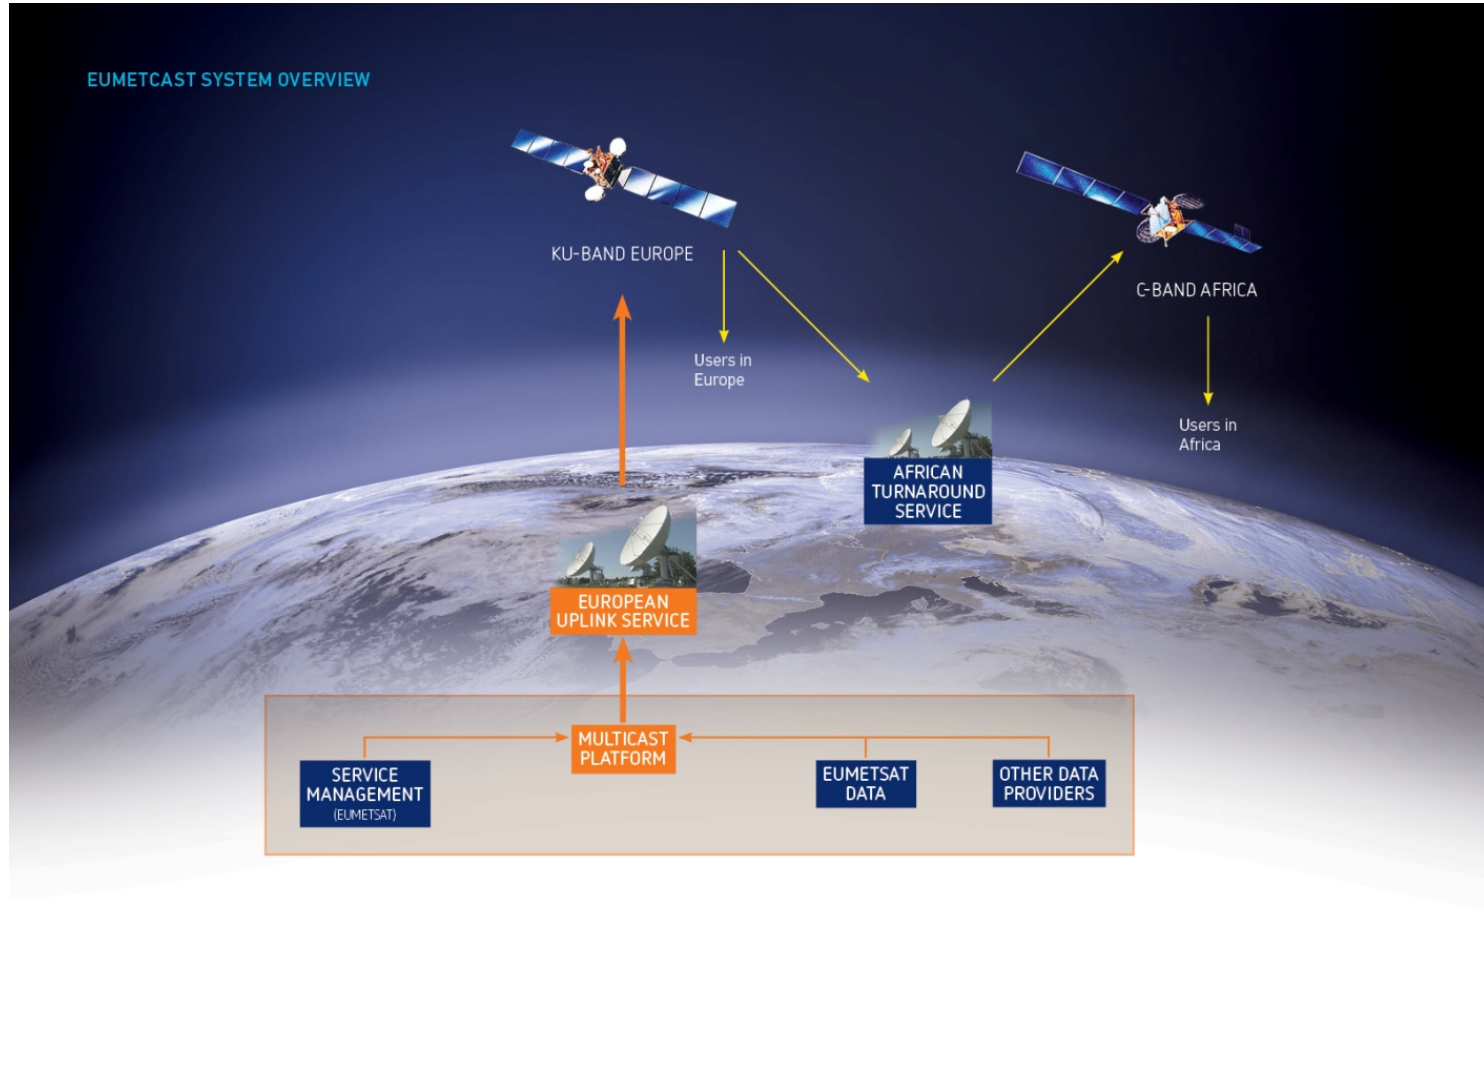 EUMETCAST SYSTEM OVERVIEW
KU-BAND EUROPE
C-BAND AFRICA
Users in
Europe
Users in
Africa
AFRICAN
TURNAROUND
SERVICE
EUROPEAN
UPLINK SERVICE
MULTICAST
PLATFORM
SERVICE
MANAGEMENT
(EUMETSAT)
EUMETSAT
DATA
OTHER DATA
PROVIDERS